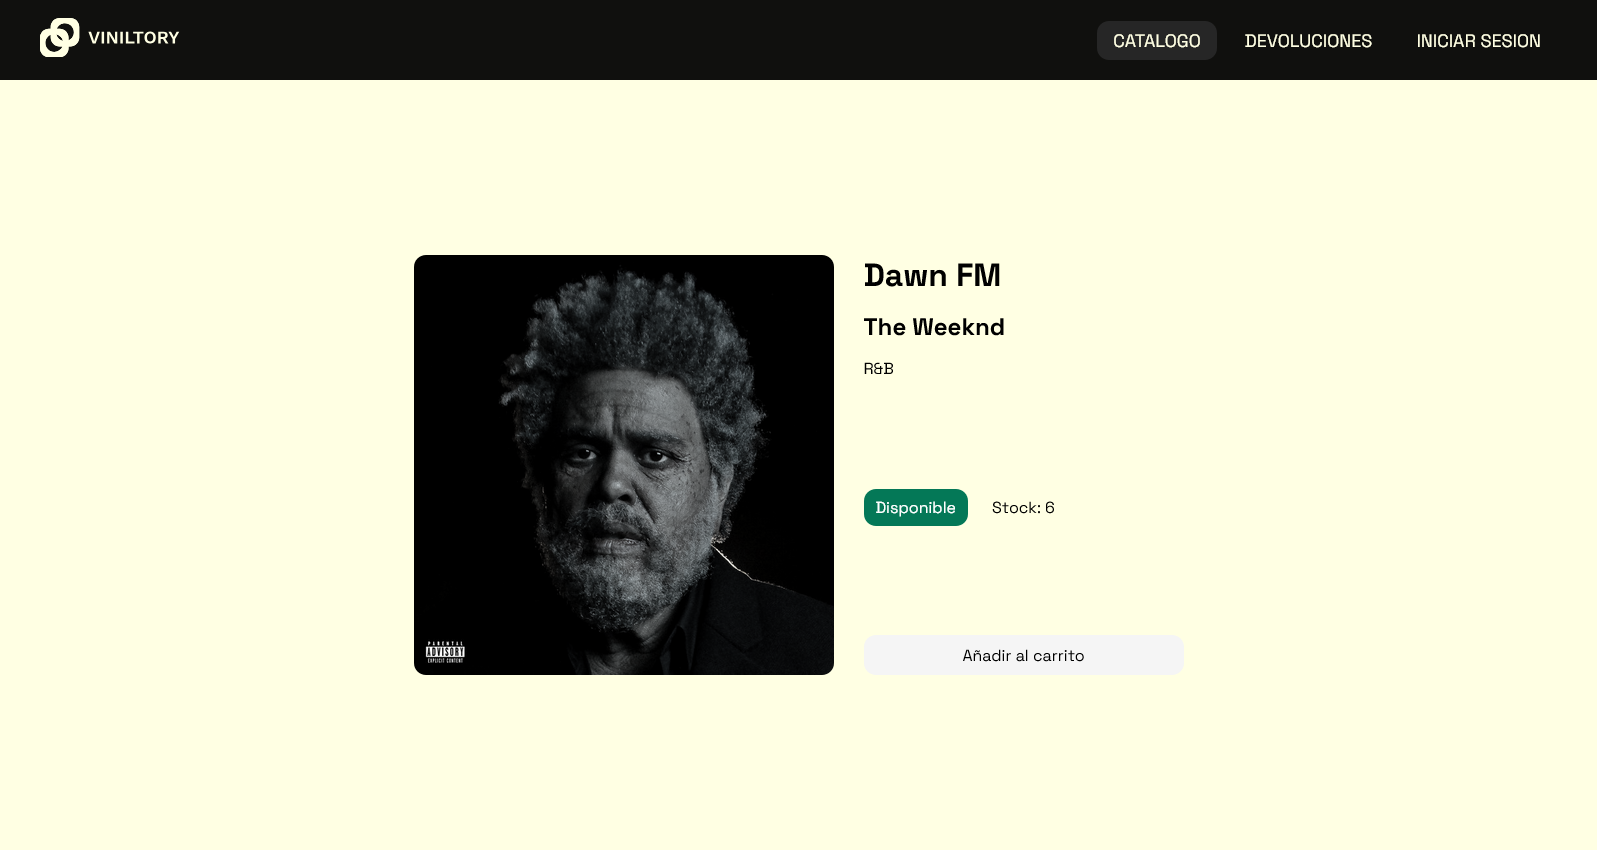 VINILTORY
CATALOGO
DEVOLUCIONES
INICIAR SESION
Dawn FM
The Weeknd
R&B
Disponible
Stock: 6
PARENTAL
ADVISORY
EXPLICIT CONTENT
Añadir al carrito